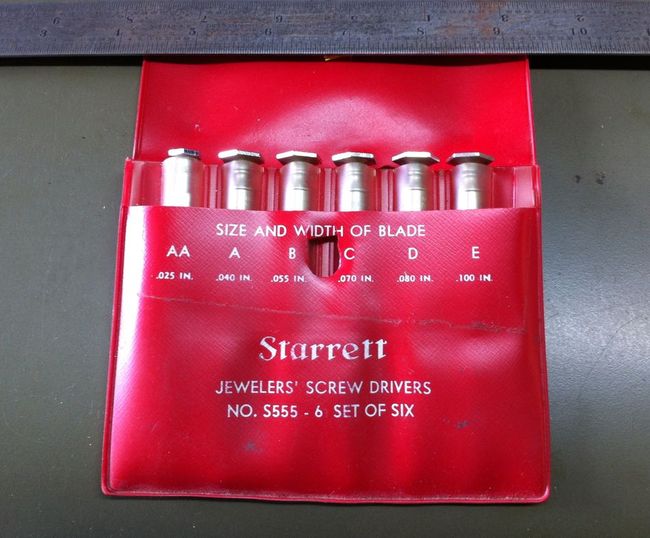 SIZE AND WIDTH OF BLADE
AA A B C D E
.025 IN. .040 IN. .055 IN. .070 IN. .080 IN. .100 IN.
Starrett
JEWELERS' SCREW DRIVERS
NO. S555 - 6 SET OF SIX